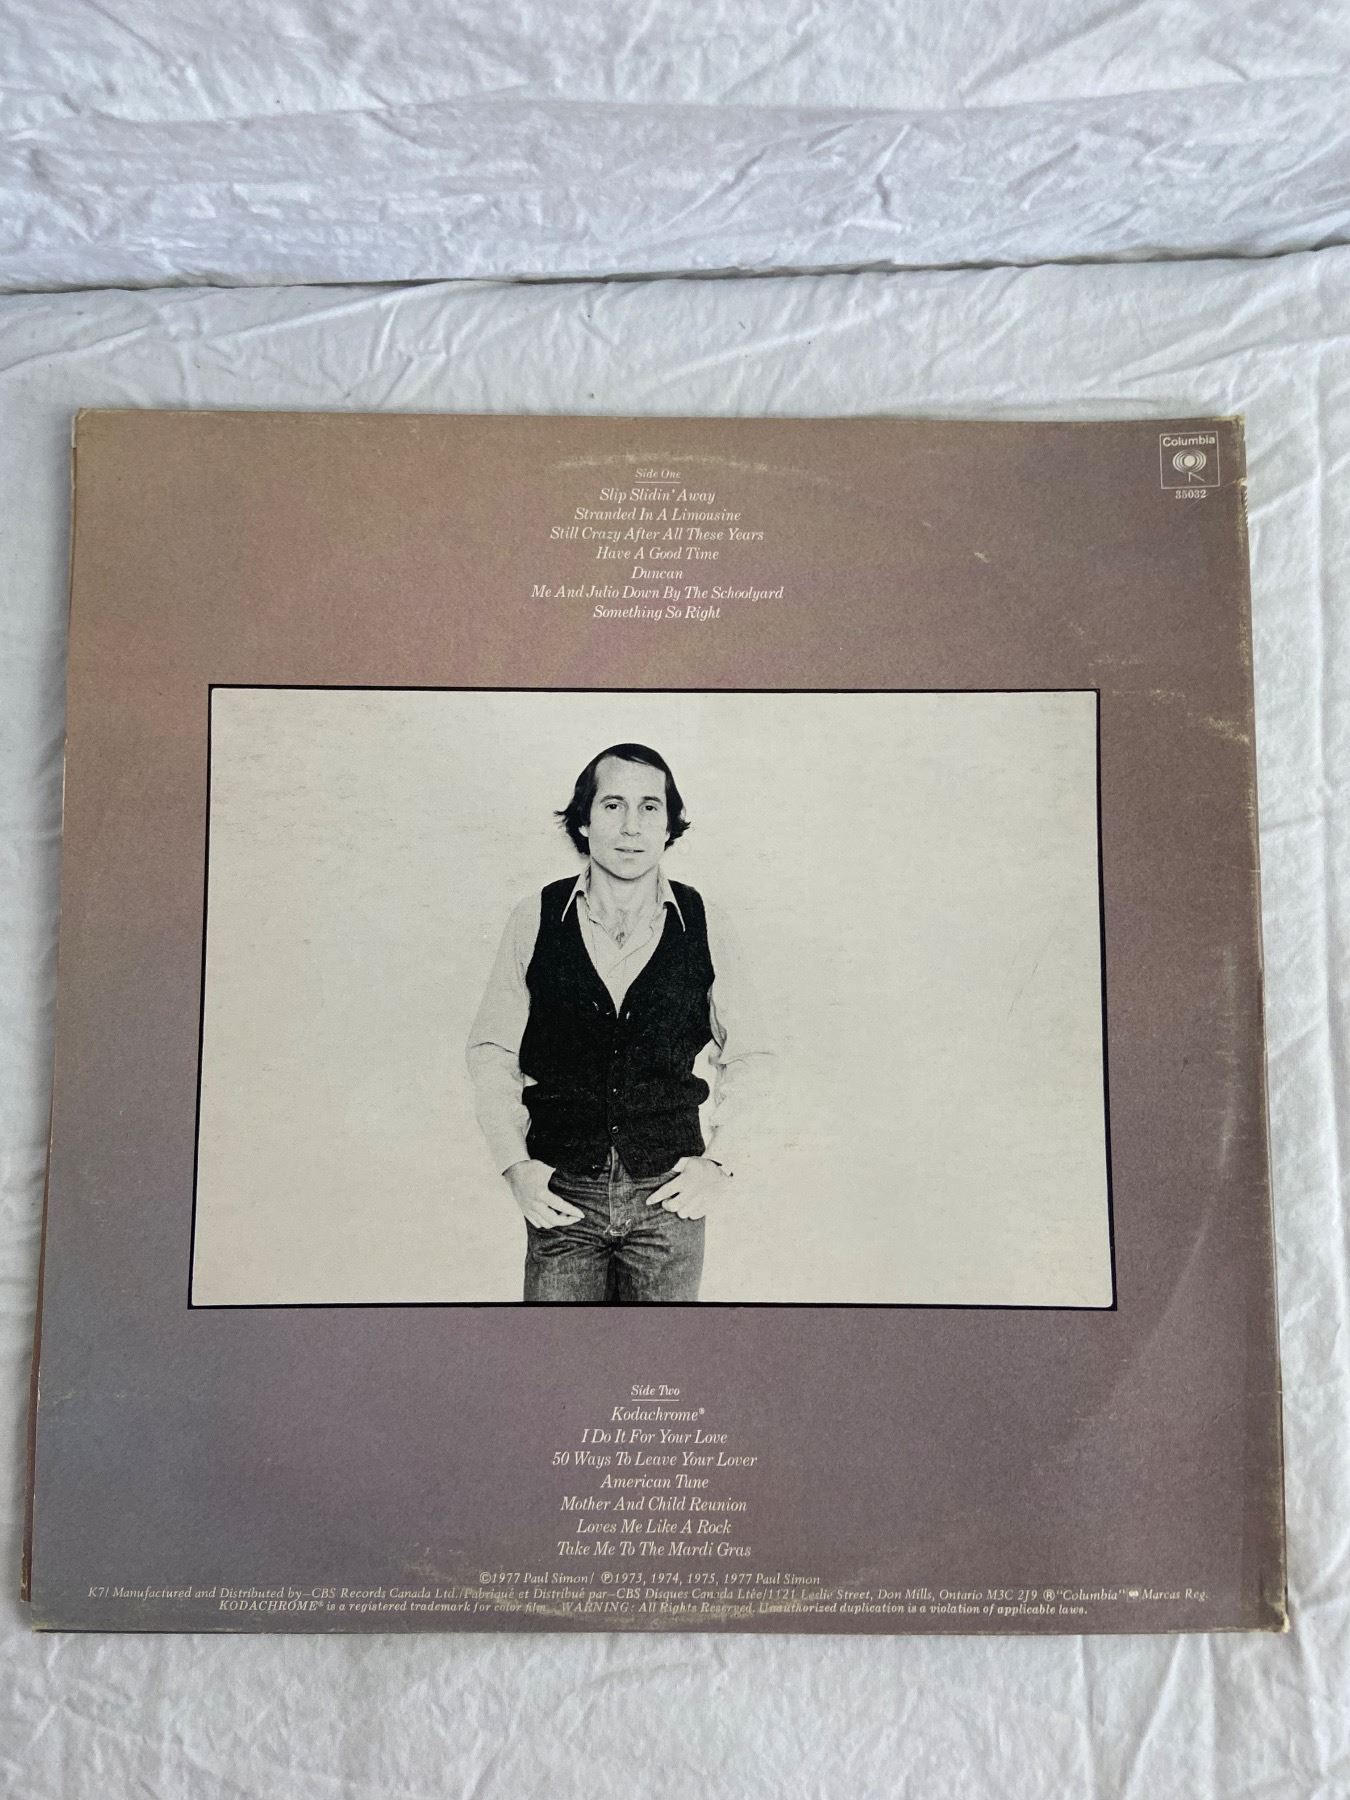 Columbia
35032
Side One
Slip Slidin' Away
Stranded In A Limousine
Still Crazy After All These Years
Have A Good Time
Duncan
Me And Julio Down By The Schoolyard
Something So Right
Side Two
Kodachrome®
I Do It For Your Love
50 Ways To Leave Your Lover
American Tune
Mother And Child Reunion
Loves Me Like A Rock
Take Me To The Mardi Gras
©1977 Paul Simon/ ℗1973, 1974, 1975, 1977 Paul Simon
K7/ Manufactured and Distributed by—CBS Records Canada Ltd./Fabriqué et Distribué par—CBS Disques Canada Ltée/1121 Leslie Street, Don Mills, Ontario M3C 2J9 ®"Columbia" Marcas Reg.
KODACHROME® is a registered trademark for color film. WARNING: All Rights Reserved. Unauthorized duplication is a violation of applicable laws.